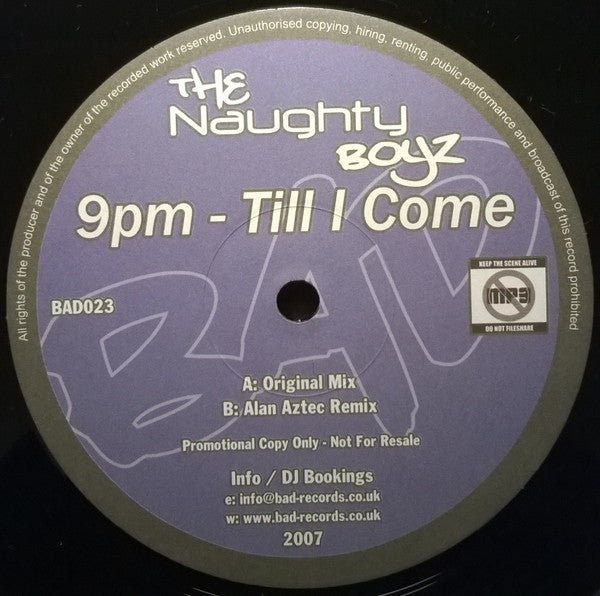 All rights of the producer and of the owner of the recorded work reserved. Unauthorised copying, hiring, renting, public performance and broadcast of this record prohibited
THE
Naughty
BOYZ
9pm - Till I Come
BAD
BAD023
KEEP THE SCENE ALIVE
MP3
DO NOT FILESHARE
A: Original Mix
B: Alan Aztec Remix
Promotional Copy Only - Not For Resale
Info / DJ Bookings
e: info@bad-records.co.uk
w: www.bad-records.co.uk
2007